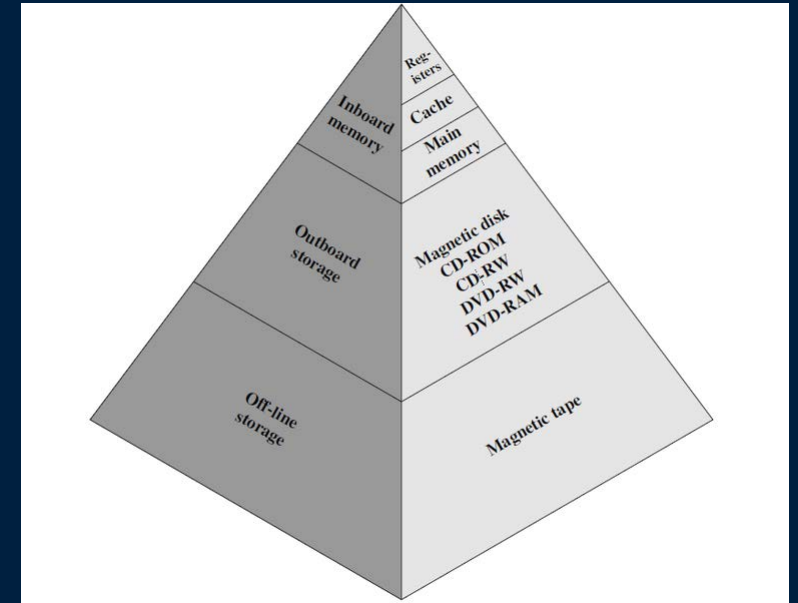 Reg-
isters
Cache
Main
memory
Inboard
memory
Magnetic disk
CD-ROM
CD-RW
DVD-RW
DVD-RAM
Outboard
storage
Magnetic tape
Off-line
storage